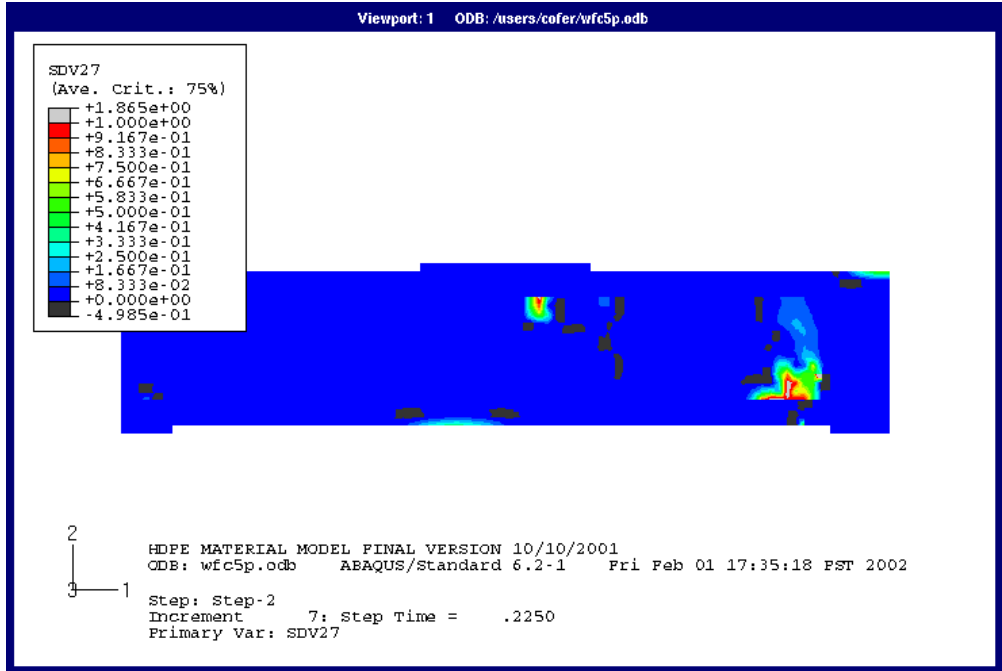 Viewport: 1 ODB: /users/cofer/wfc5p.odb
SDV27
(Ave. Crit.: 75%)
+1.865e+00
+1.000e+00
+9.167e-01
+8.333e-01
+7.500e-01
+6.667e-01
+5.833e-01
+5.000e-01
+4.167e-01
+3.333e-01
+2.500e-01
+1.667e-01
+8.333e-02
+0.000e+00
-4.985e-01
2
3 1
HDPE MATERIAL MODEL FINAL VERSION 10/10/2001
ODB: wfc5p.odb ABAQUS/Standard 6.2-1 Fri Feb 01 17:35:18 PST 2002
Step: Step-2
Increment 7: Step Time = .2250
Primary Var: SDV27